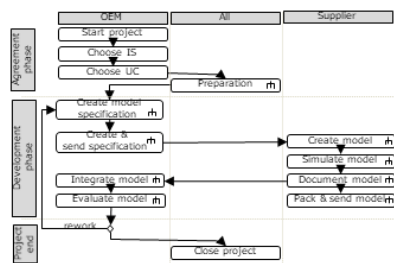 OEM
All
Supplier
Agreement
phase
Start project
Choose IS
Choose UC
Preparation
Development
phase
Create model
specification
Create &
send specification
Create model
Simulate model
Integrate model
Document model
Evaluate model
Pack & send model
Project
end
rework
Close project